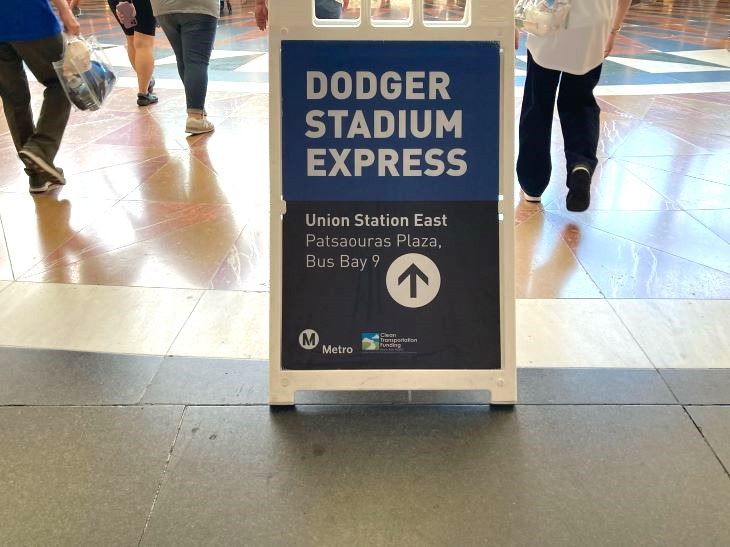 DODGER
STADIUM
EXPRESS
Union Station East
Patsaouras Plaza,
Bus Bay 9
M
Metro
Clean
Transportation
Funding